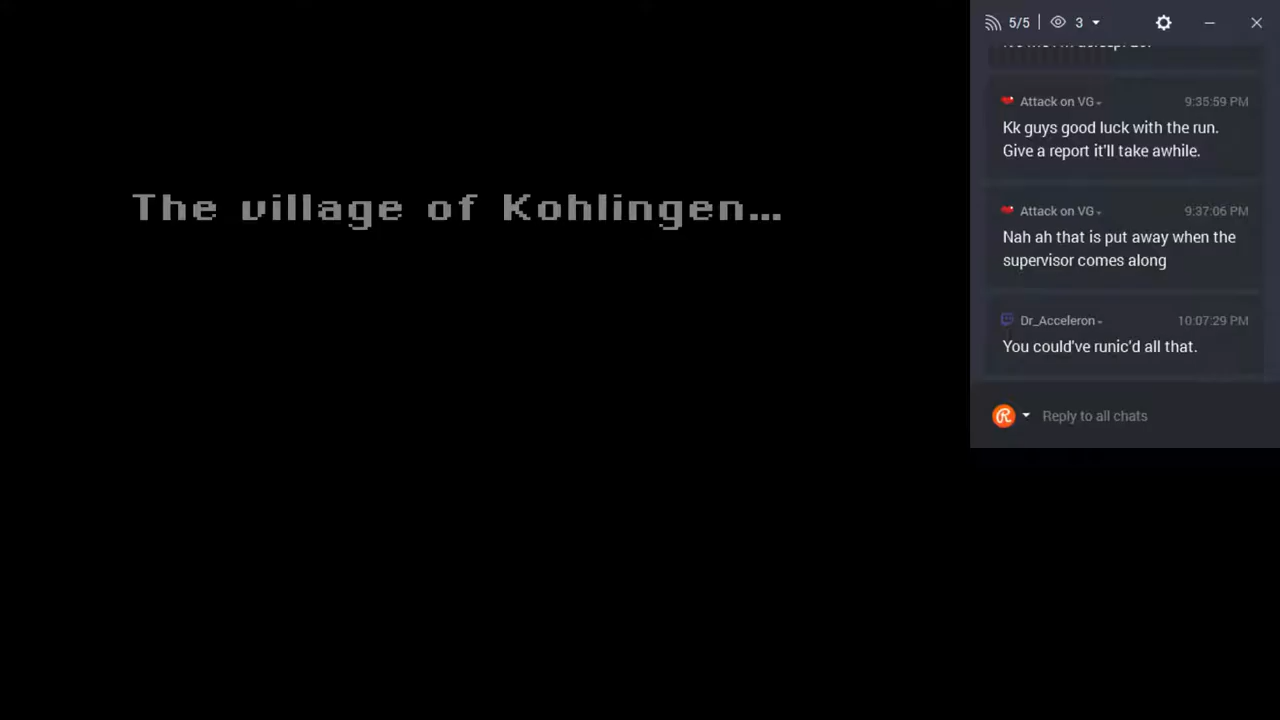 The village of Kohlingen...
5/5
3
Attack on VG
9:35:59 PM
Kk guys good luck with the run.
Give a report it'll take awhile.
Attack on VG
9:37:06 PM
Nah ah that is put away when the
supervisor comes along
Dr_Acceleron
10:07:29 PM
You could've runic'd all that.
Reply to all chats